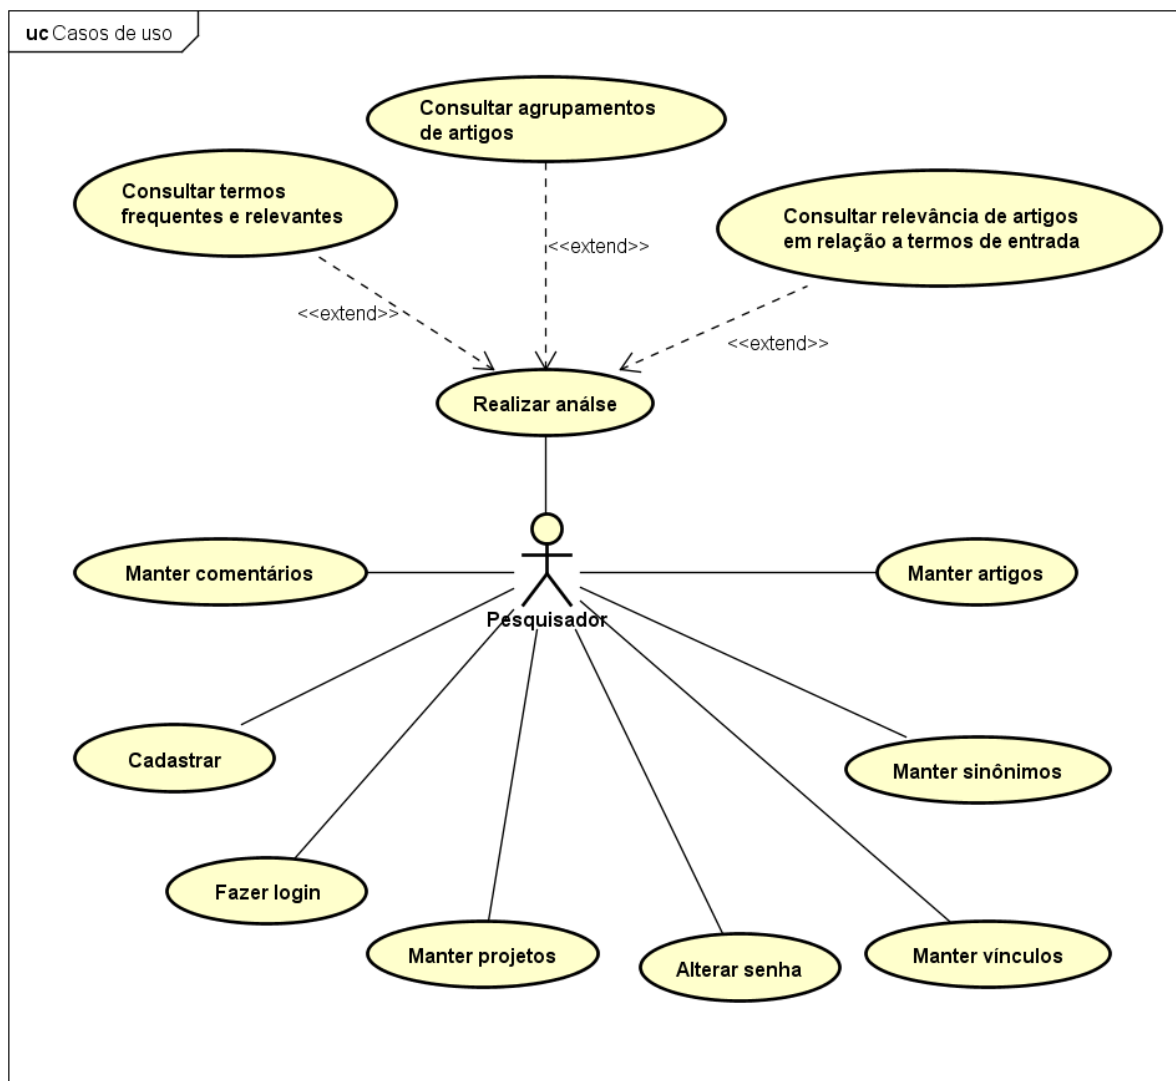 uc Casos de uso
Consultar agrupamentos
de artigos
Consultar termos
frequentes e relevantes
Consultar relevância de artigos
em relação a termos de entrada
<<extend>>
<<extend>>
<<extend>>
Realizar análse
Manter comentários
Manter artigos
Pesquisador
Cadastrar
Manter sinônimos
Fazer login
Manter projetos
Alterar senha
Manter vínculos